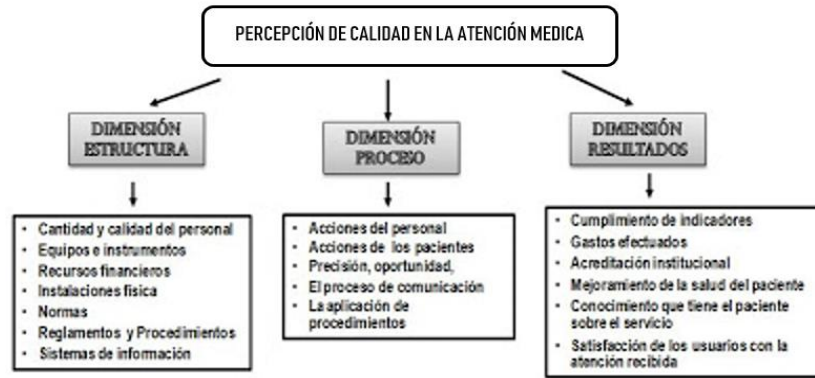 PERCEPCIÓN DE CALIDAD EN LA ATENCIÓN MEDICA
DIMENSIÓN
ESTRUCTURA
• Cantidad y calidad del personal
• Equipos e instrumentos
• Recursos financieros
• Instalaciones física
• Normas
• Reglamentos y Procedimientos
• Sistemas de información
DIMENSIÓN
PROCESO
• Acciones del personal
• Acciones de los pacientes
• Precisión, oportunidad,
• El proceso de comunicación
• La aplicación de
procedimientos
DIMENSIÓN
RESULTADOS
• Cumplimiento de indicadores
• Gastos efectuados
• Acreditación institucional
• Mejoramiento de la salud del paciente
• Conocimiento que tiene el paciente
sobre el servicio
• Satisfacción de los usuarios con la
atención recibida